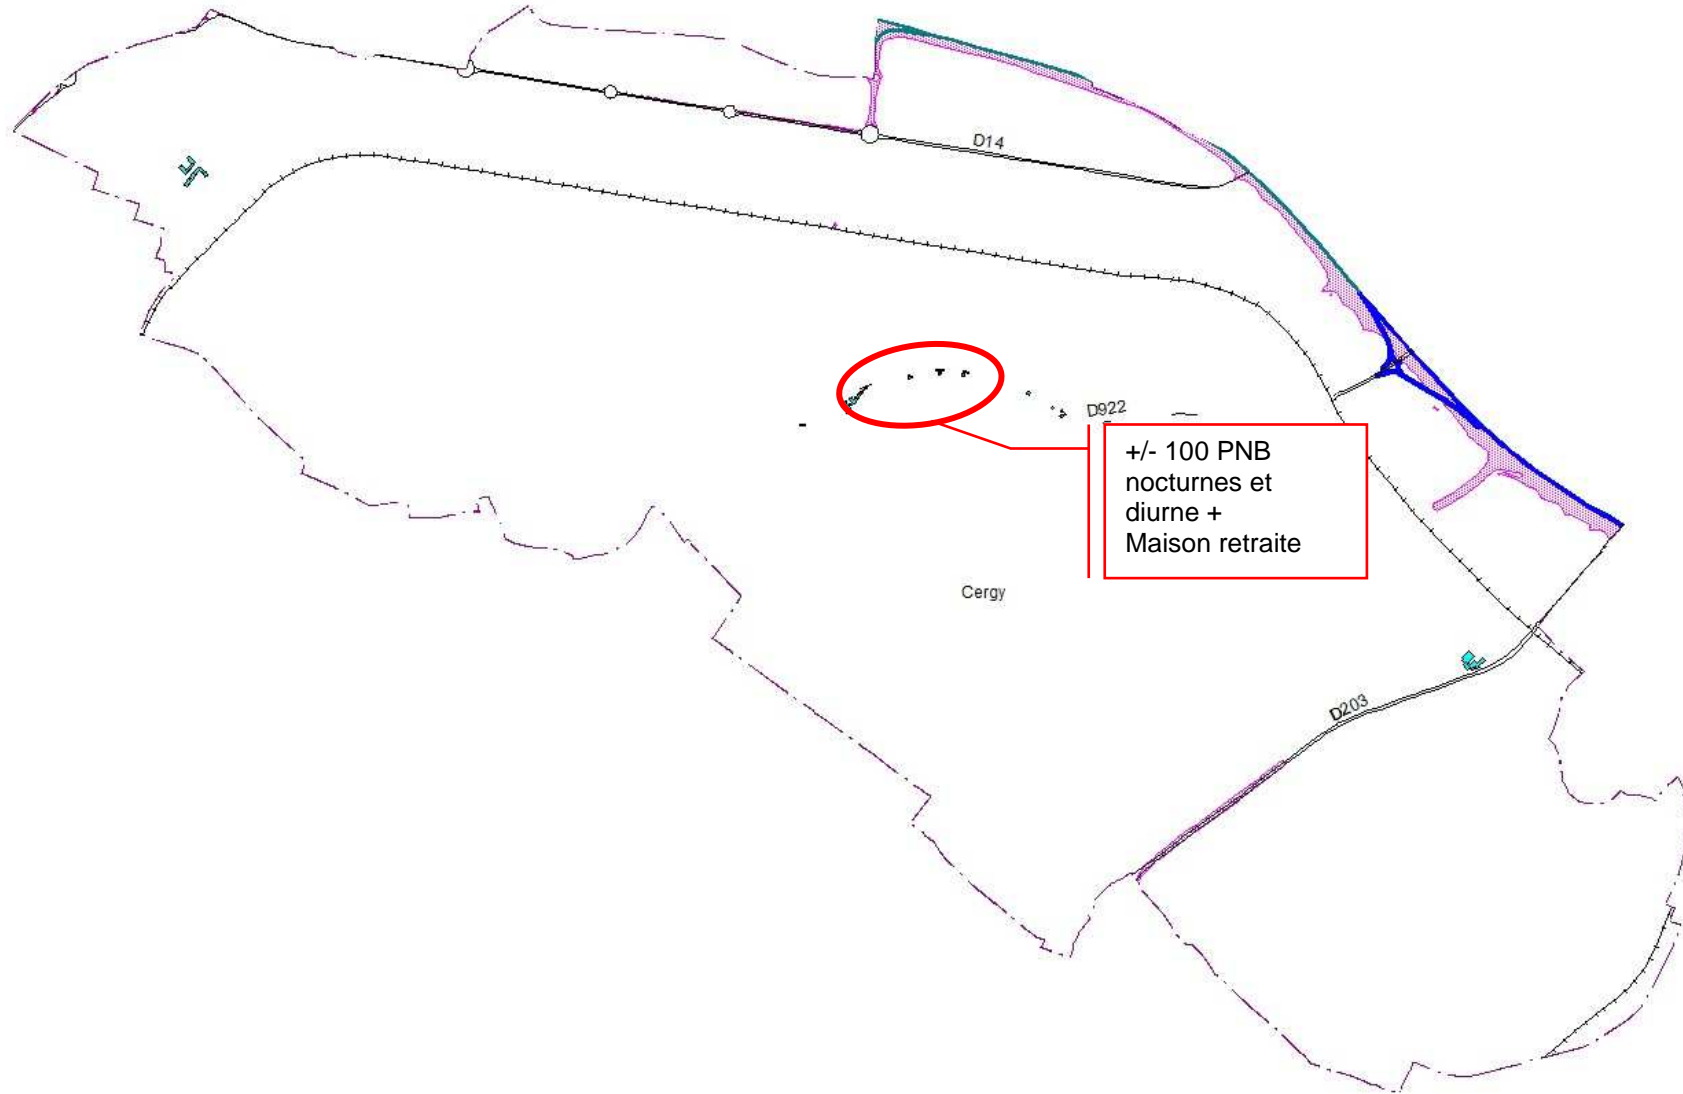 D14
D922
+/- 100 PNB
nocturnes et
diurne +
Maison retraite
Cergy
D203